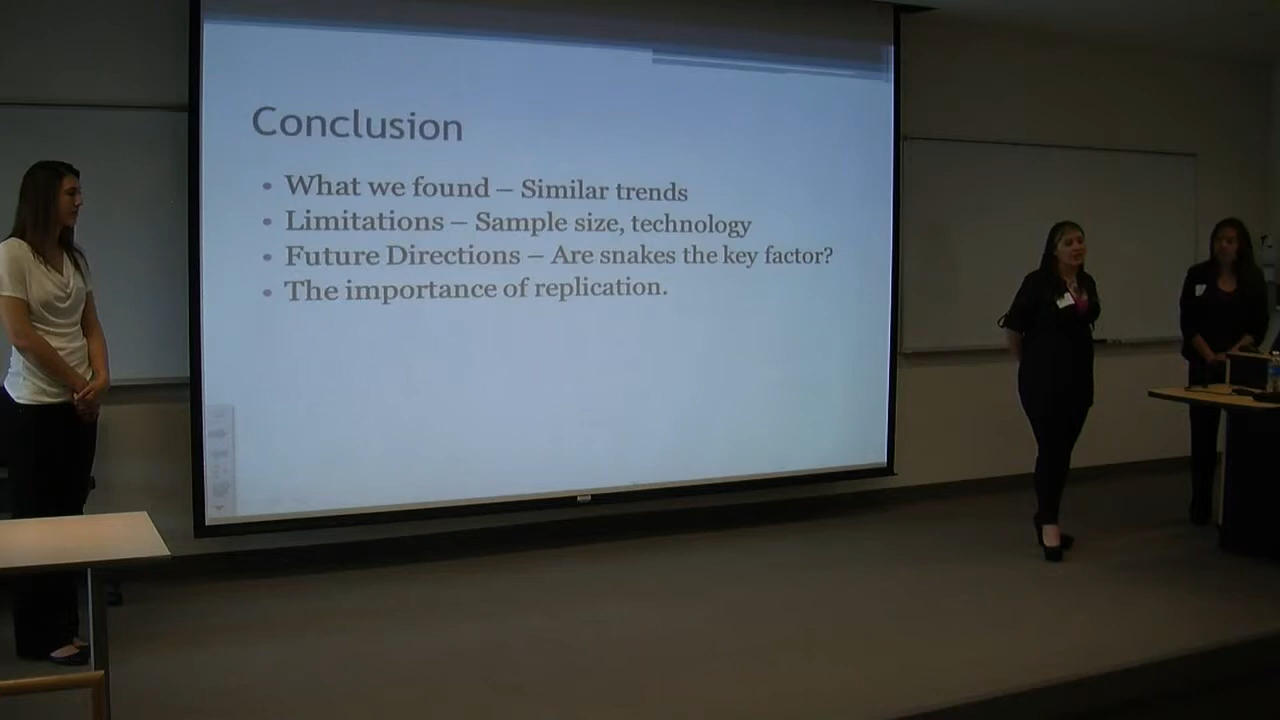 Conclusion
• What we found – Similar trends
• Limitations – Sample size, technology
• Future Directions – Are snakes the key factor?
• The importance of replication.